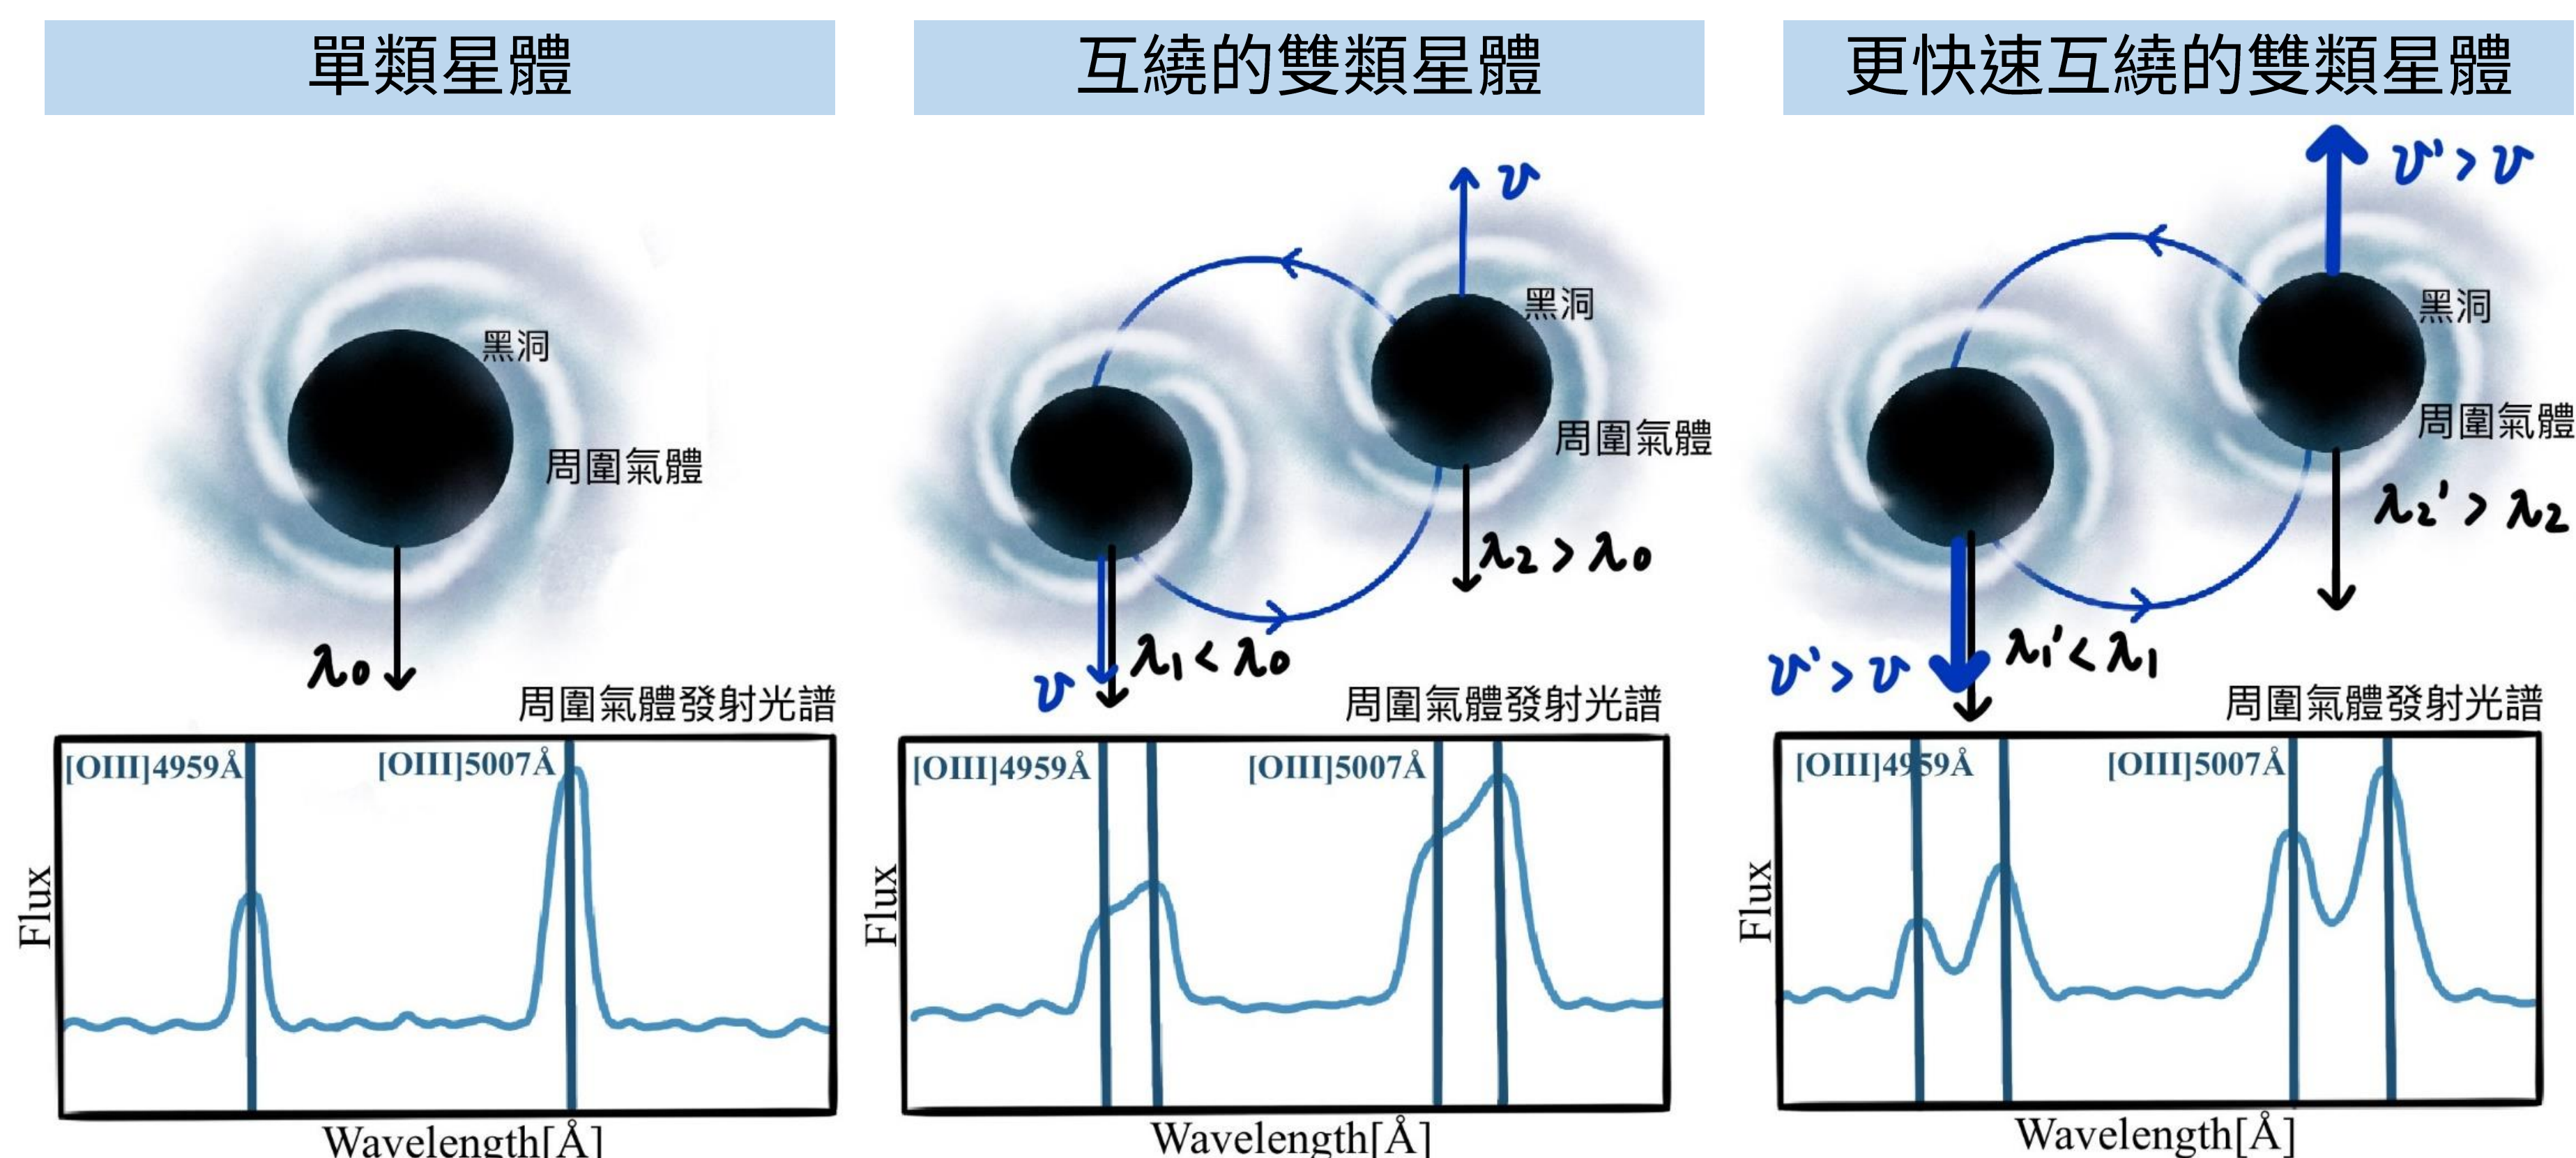 單類星體
黑洞
周圍氣體
λ0
周圍氣體發射光譜
[OIII]4959Å
[OIII]5007Å
Flux
Wavelength[Å]
互繞的雙類星體
v
黑洞
周圍氣體
λ2 > λ0
v
λ1 < λ0
周圍氣體發射光譜
[OIII]4959Å
[OIII]5007Å
Flux
Wavelength[Å]
更快速互繞的雙類星體
v' > v
黑洞
周圍氣體
λ2' > λ2
v' > v
λ1' < λ1
周圍氣體發射光譜
[OIII]4959Å
[OIII]5007Å
Flux
Wavelength[Å]